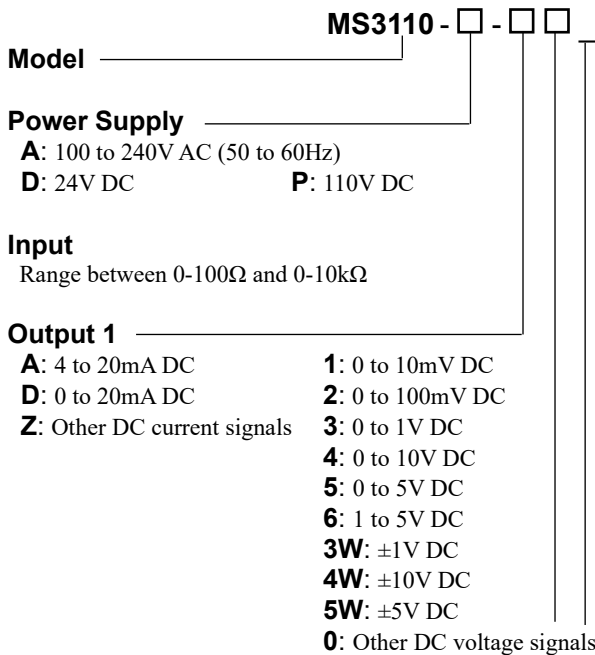 MS3110 - □ - □ □
Model
Power Supply
A: 100 to 240V AC (50 to 60Hz)
D: 24V DC P: 110V DC
Input
Range between 0-100Ω and 0-10kΩ
Output 1
A: 4 to 20mA DC 1: 0 to 10mV DC
D: 0 to 20mA DC 2: 0 to 100mV DC
Z: Other DC current signals 3: 0 to 1V DC
4: 0 to 10V DC
5: 0 to 5V DC
6: 1 to 5V DC
3W: ±1V DC
4W: ±10V DC
5W: ±5V DC
0: Other DC voltage signals